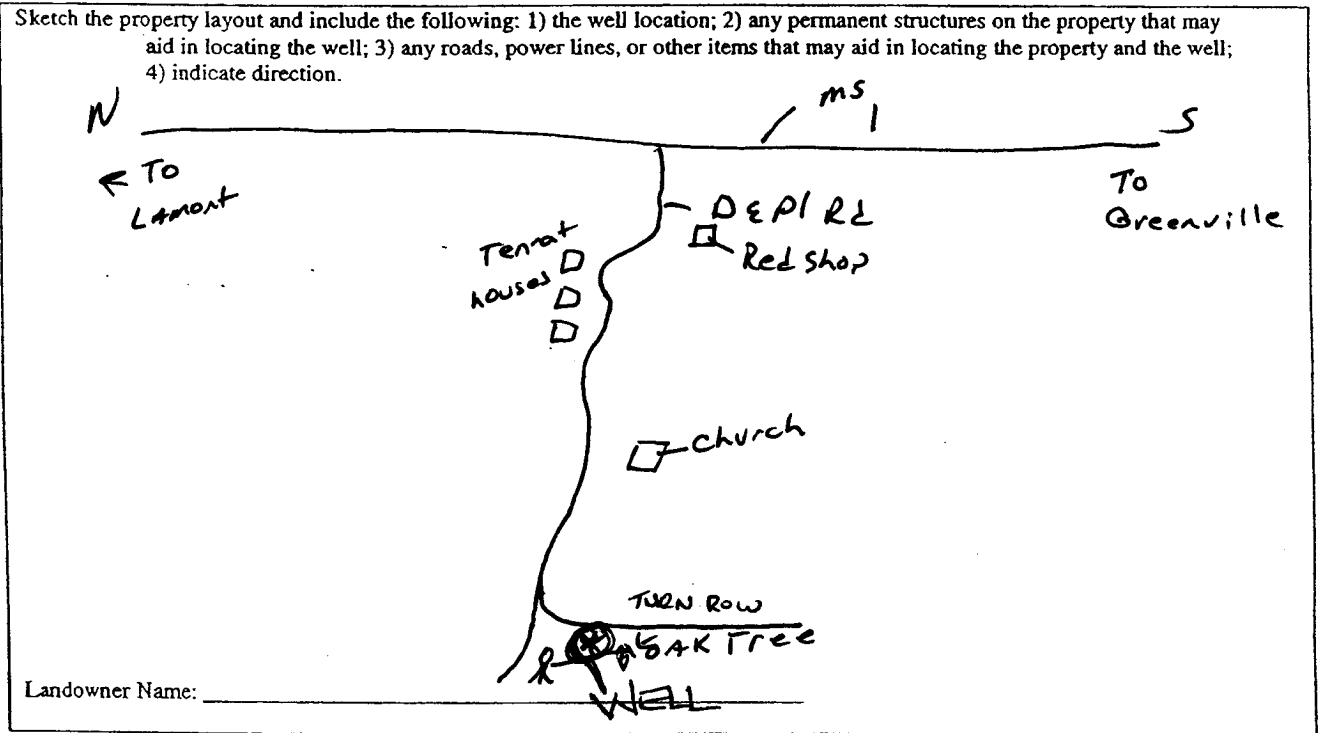 Sketch the property layout and include the following: 1) the well location; 2) any permanent structures on the property that may
aid in locating the well; 3) any roads, power lines, or other items that may aid in locating the property and the well;
4) indicate direction.
N
MS 1
S
← To
Lamont
To
Greenville
Depl Rd
Red Shop
Tennat
houses
Church
TURN ROW
OAK Tree
WELL
Landowner Name: